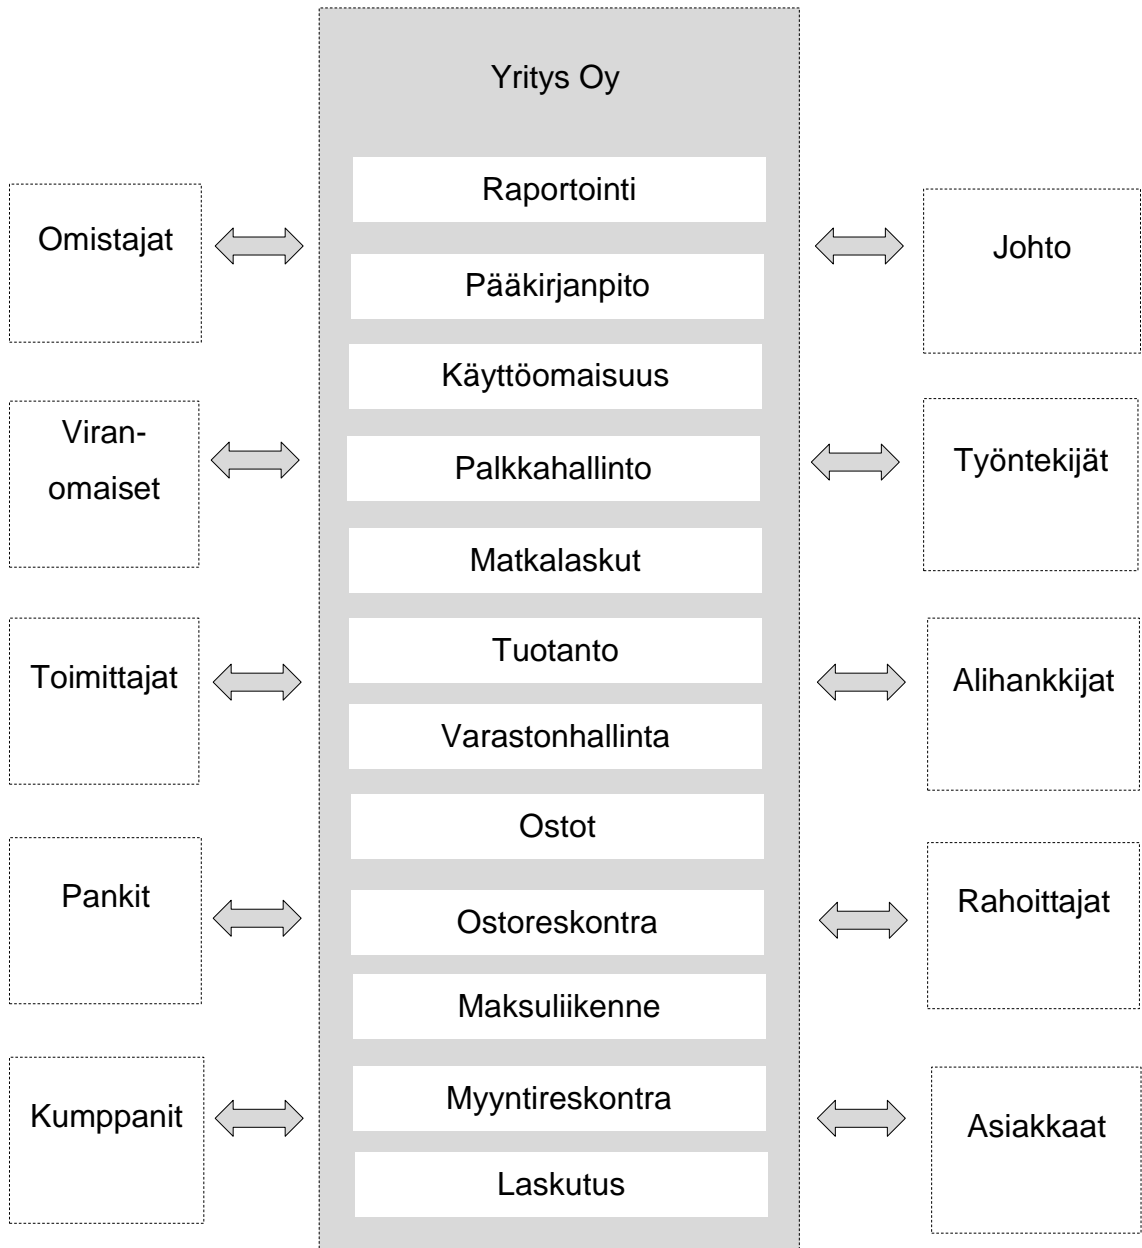 Yritys Oy
Raportointi
Omistajat
Johto
Pääkirjanpito
Käyttöomaisuus
Viran-
omaiset
Palkkahallinto
Työntekijät
Matkalaskut
Tuotanto
Toimittajat
Alihankkijat
Varastonhallinta
Ostot
Pankit
Ostoreskontra
Rahoittajat
Maksuliikenne
Kumppanit
Myyntireskontra
Asiakkaat
Laskutus